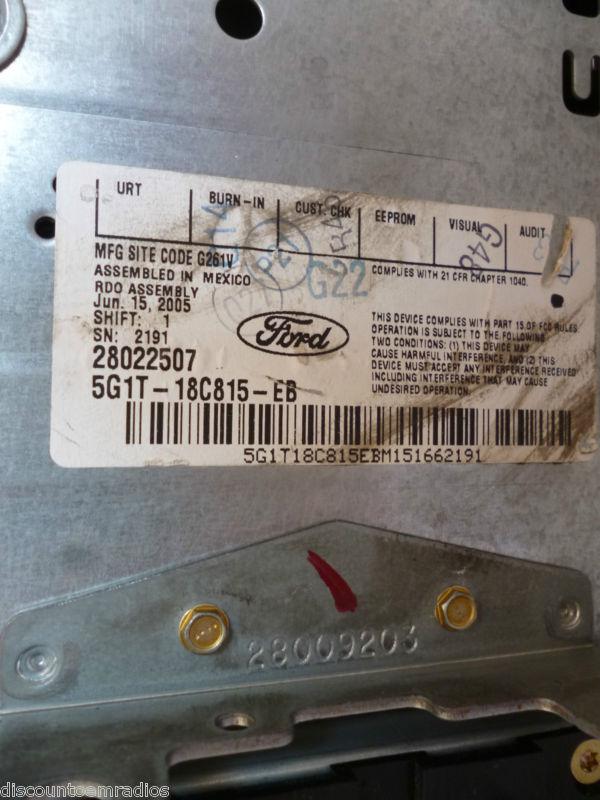 URT BURN-IN CUST. CHK EEPROM VISUAL AUDIT
G48
G22
MFG SITE CODE G261V
ASSEMBLED IN MEXICO
RDO ASSEMBLY
Jun. 15, 2005
SHIFT: 1
SN: 2191
28022507
5G1T-18C815-EB
Ford
COMPLIES WITH 21 CFR CHAPTER 1040.
THIS DEVICE COMPLIES WITH PART 15 OF FCC RULES
OPERATION IS SUBJECT TO THE FOLLOWING
TWO CONDITIONS: (1) THIS DEVICE MAY
CAUSE HARMFUL INTERFERENCE, AND (2) THIS
DEVICE MUST ACCEPT ANY INTERFERENCE RECEIVED
INCLUDING INTERFERENCE THAT MAY CAUSE
UNDESIRED OPERATION.
5G1T18C815EBM151662191
28009203
discountoemradios